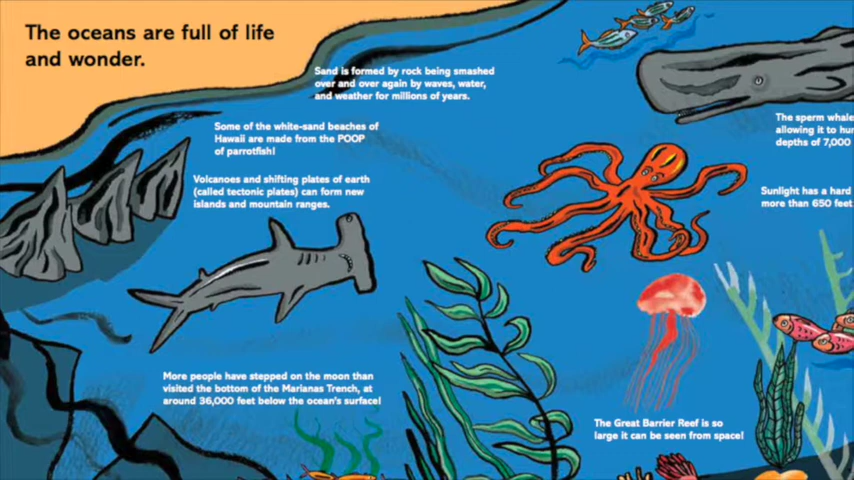 The oceans are full of life
and wonder.
Sand is formed by rock being smashed
over and over again by waves, water,
and weather for millions of years.
Some of the white-sand beaches of
Hawaii are made from the POOP
of parrotfish!
Volcanoes and shifting plates of earth
(called tectonic plates) can form new
islands and mountain ranges.
The sperm whale
allowing it to
depths of 7,000
Sunlight has a hard
more than 650 feet
More people have stepped on the moon than
visited the bottom of the Marianas Trench, at
around 36,000 feet below the ocean's surface!
The Great Barrier Reef is so
large it can be seen from space!